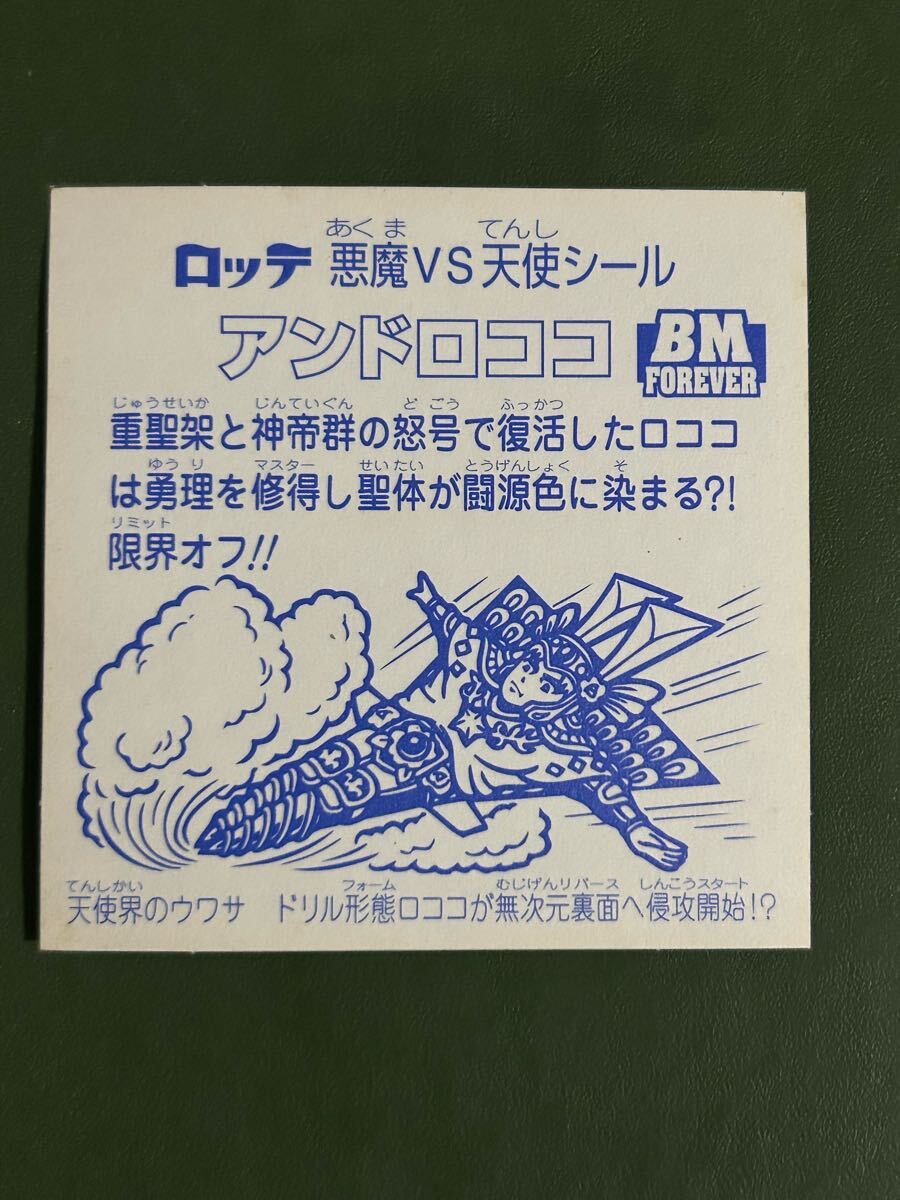 あくま てんし
ロッテ 悪魔VS天使シール
アンドロココ BM FOREVER
じゅうせいか じんていぐん どごう ふっかつ
重聖架と神帝群の怒号で復活したロココ
ゆうり マスター せいたい とうげんしょく そ
は勇理を修得し聖体が闘源色に染まる?!
リミット
限界オフ!!
てんしかい フォーム むじげんリバース しんこうスタート
天使界のウワサ ドリル形態ロココが無次元裏面へ侵攻開始!?